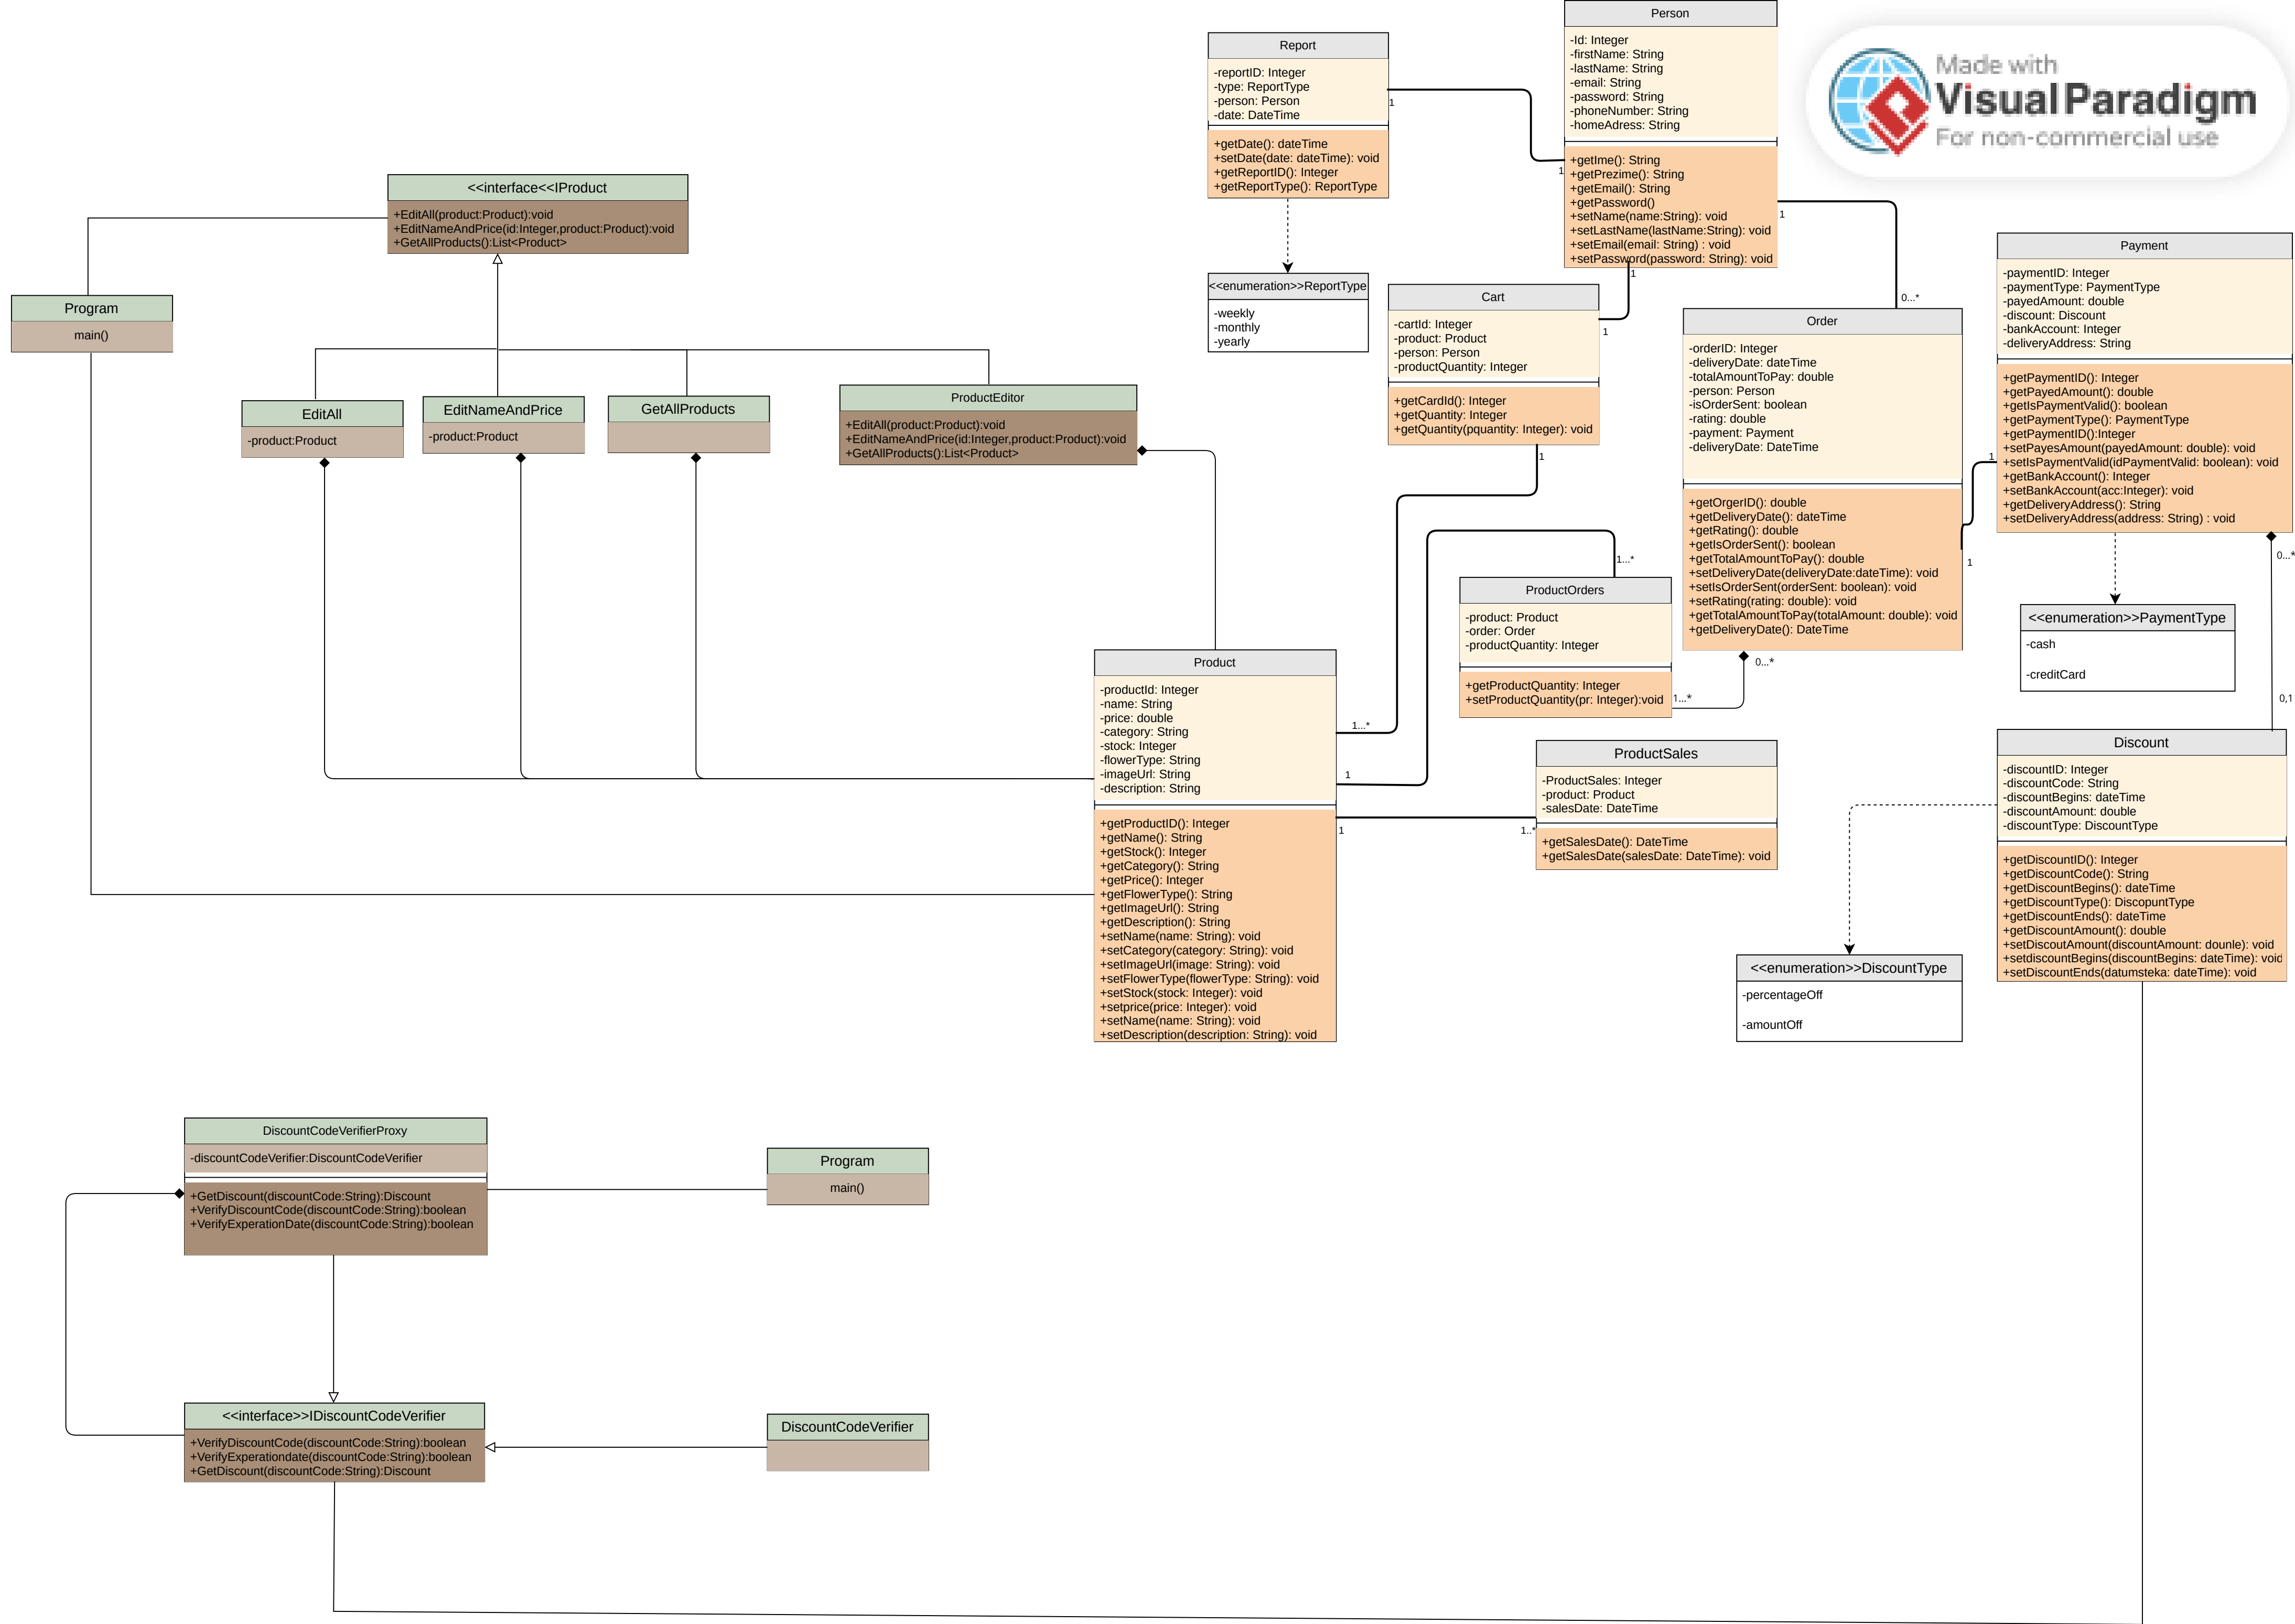 Person
-Id: Integer
-firstName: String
-lastName: String
-email: String
-password: String
-phoneNumber: String
-homeAdress: String
+getIme(): String
+getPrezime(): String
+getEmail(): String
+getPassword()
+setName(name:String): void
+setLastName(lastName:String): void
+setEmail(email: String) : void
+setPassword(password: String): void
Made with
Visual Paradigm
For non-commercial use
Report
-reportID: Integer
-type: ReportType
-person: Person
-date: DateTime
+getDate(): dateTime
+setDate(date: dateTime): void
+getReportID(): Integer
+getReportType(): ReportType
1
1
1
0...*
1
1
<<enumeration>>ReportType
-weekly
-monthly
-yearly
<<interface<<IProduct
+EditAll(product:Product):void
+EditNameAndPrice(id:Integer,product:Product):void
+GetAllProducts():List<Product>
Program
main()
EditAll
-product:Product
EditNameAndPrice
-product:Product
GetAllProducts
ProductEditor
+EditAll(product:Product):void
+EditNameAndPrice(id:Integer,product:Product):void
+GetAllProducts():List<Product>
Cart
-cartId: Integer
-product: Product
-person: Person
-productQuantity: Integer
+getCardId(): Integer
+getQuantity: Integer
+getQuantity(pquantity: Integer): void
1
Order
-orderID: Integer
-deliveryDate: dateTime
-totalAmountToPay: double
-person: Person
-isOrderSent: boolean
-rating: double
-payment: Payment
-deliveryDate: DateTime
+getOrgerID(): double
+getDeliveryDate(): dateTime
+getRating(): double
+getIsOrderSent(): boolean
+getTotalAmountToPay(): double
+setDeliveryDate(deliveryDate:dateTime): void
+setIsOrderSent(orderSent: boolean): void
+setRating(rating: double): void
+getTotalAmountToPay(totalAmount: double): void
+getDeliveryDate(): DateTime
0...*
1
1
Payment
-paymentID: Integer
-paymentType: PaymentType
-payedAmount: double
-discount: Discount
-bankAccount: Integer
-deliveryAddress: String
+getPaymentID(): Integer
+getPayedAmount(): double
+getIsPaymentValid(): boolean
+getPaymentType(): PaymentType
+getPaymentID():Integer
+setPayesAmount(payedAmount: double): void
+setIsPaymentValid(idPaymentValid: boolean): void
+getBankAccount(): Integer
+setBankAccount(acc:Integer): void
+getDeliveryAddress(): String
+setDeliveryAddress(address: String) : void
0...*
0,1
<<enumeration>>PaymentType
-cash
-creditCard
1...*
ProductOrders
-product: Product
-order: Order
-productQuantity: Integer
+getProductQuantity: Integer
+setProductQuantity(pr: Integer):void
1...*
Product
-productId: Integer
-name: String
-price: double
-category: String
-stock: Integer
-flowerType: String
-imageUrl: String
-description: String
+getProductID(): Integer
+getName(): String
+getStock(): Integer
+getCategory(): String
+getPrice(): Integer
+getFlowerType(): String
+getImageUrl(): String
+getDescription(): String
+setName(name: String): void
+setCategory(category: String): void
+setImageUrl(image: String): void
+setFlowerType(flowerType: String): void
+setStock(stock: Integer): void
+setprice(price: Integer): void
+setName(name: String): void
+setDescription(description: String): void
1...*
1
1
1..*
ProductSales
-ProductSales: Integer
-product: Product
-salesDate: DateTime
+getSalesDate(): DateTime
+getSalesDate(salesDate: DateTime): void
Discount
-discountID: Integer
-discountCode: String
-discountBegins: dateTime
-discountAmount: double
-discountType: DiscountType
+getDiscountID(): Integer
+getDiscountCode(): String
+getDiscountBegins(): dateTime
+getDiscountType(): DiscopuntType
+getDiscountEnds(): dateTime
+getDiscountAmount(): double
+setDiscoutAmount(discountAmount: dounle): void
+setdiscountBegins(discountBegins: dateTime): void
+setDiscountEnds(datumsteka: dateTime): void
<<enumeration>>DiscountType
-percentageOff
-amountOff
DiscountCodeVerifierProxy
-discountCodeVerifier:DiscountCodeVerifier
+GetDiscount(discountCode:String):Discount
+VerifyDiscountCode(discountCode:String):boolean
+VerifyExperationDate(discountCode:String):boolean
Program
main()
<<interface>>IDiscountCodeVerifier
+VerifyDiscountCode(discountCode:String):boolean
+VerifyExperationdate(discountCode:String):boolean
+GetDiscount(discountCode:String):Discount
DiscountCodeVerifier